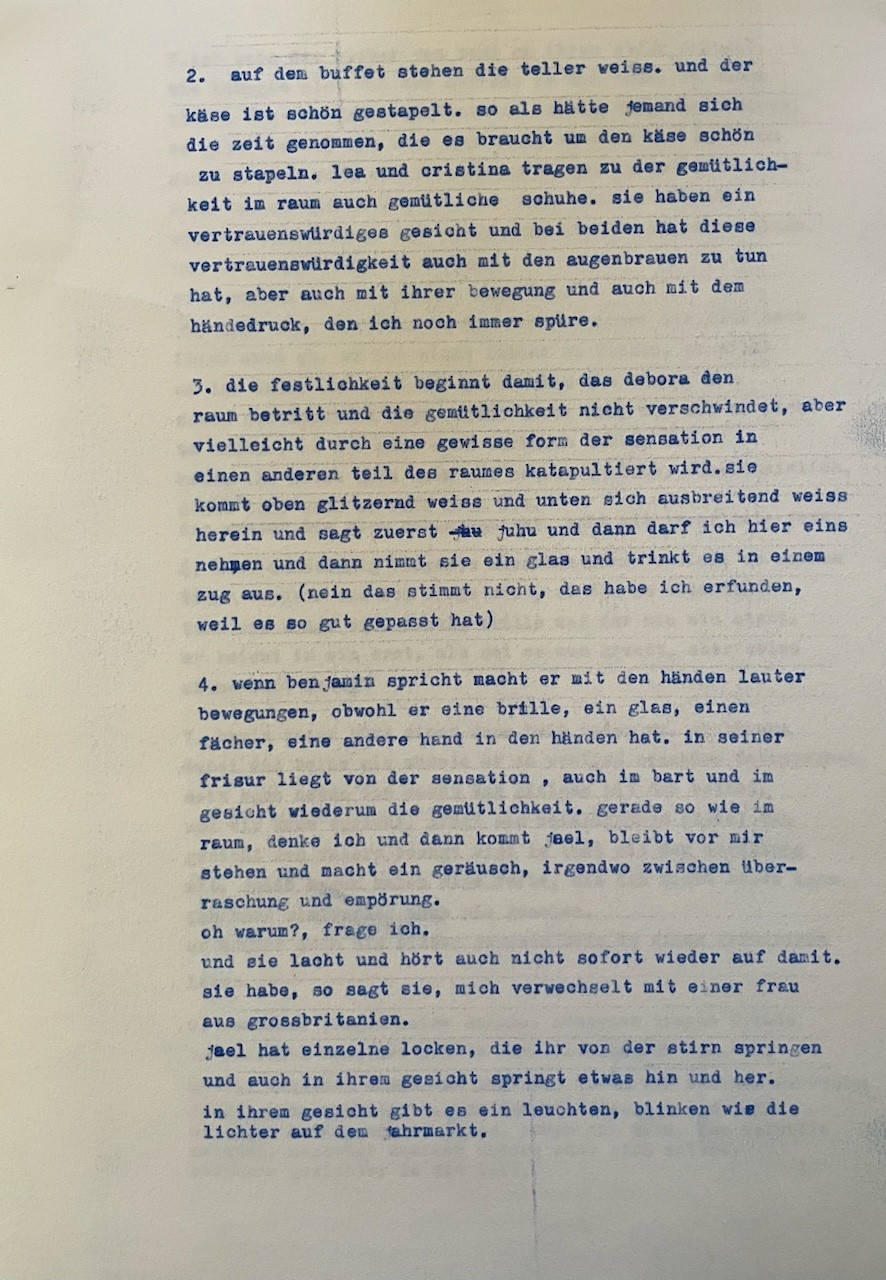 2. auf dem buffet stehen die teller weiss. und der
käse ist schön gestapelt. so als hätte jemand sich
die zeit genommen, die es braucht um den käse schön
zu stapeln. lea und cristina tragen zu der gemütlich-
keit im raum auch gemütliche schuhe. sie haben ein
vertrauenswürdiges gesicht und bei beiden hat diese
vertrauenswürdigkeit auch mit den augenbrauen zu tun
hat, aber auch mit ihrer bewegung und auch mit dem
händedruck, den ich noch immer spüre.
3. die festlichkeit beginnt damit, das debora den
raum betritt und die gemütlichkeit nicht verschwindet, aber
vielleicht durch eine gewisse form der sensation in
einen anderen teil des raumes katapultiert wird.sie
kommt oben glitzernd weiss und unten sich ausbreitend weiss
herein und sagt zuerst juhu und dann darf ich hier eins
nehmen und dann nimmt sie ein glas und trinkt es in einem
zug aus. (nein das stimmt nicht, das habe ich erfunden,
weil es so gut gepasst hat)
4. wenn benjamin spricht macht er mit den händen lauter
bewegungen, obwohl er eine brille, ein glas, einen
fächer, eine andere hand in den händen hat. in seiner
frisur liegt von der sensation , auch im bart und im
gesicht wiederum die gemütlichkeit. gerade so wie im
raum, denke ich und dann kommt jael, bleibt vor mir
stehen und macht ein geräusch, irgendwo zwischen über-
raschung und empörung.
oh warum?, frage ich.
und sie lacht und hört auch nicht sofort wieder auf damit.
sie habe, so sagt sie, mich verwechselt mit einer frau
aus grossbritanien.
jael hat einzelne locken, die ihr von der stirn springen
und auch in ihrem gesicht springt etwas hin und her.
in ihrem gesicht gibt es ein leuchten, blinken wie die
lichter auf dem jahrmarkt.